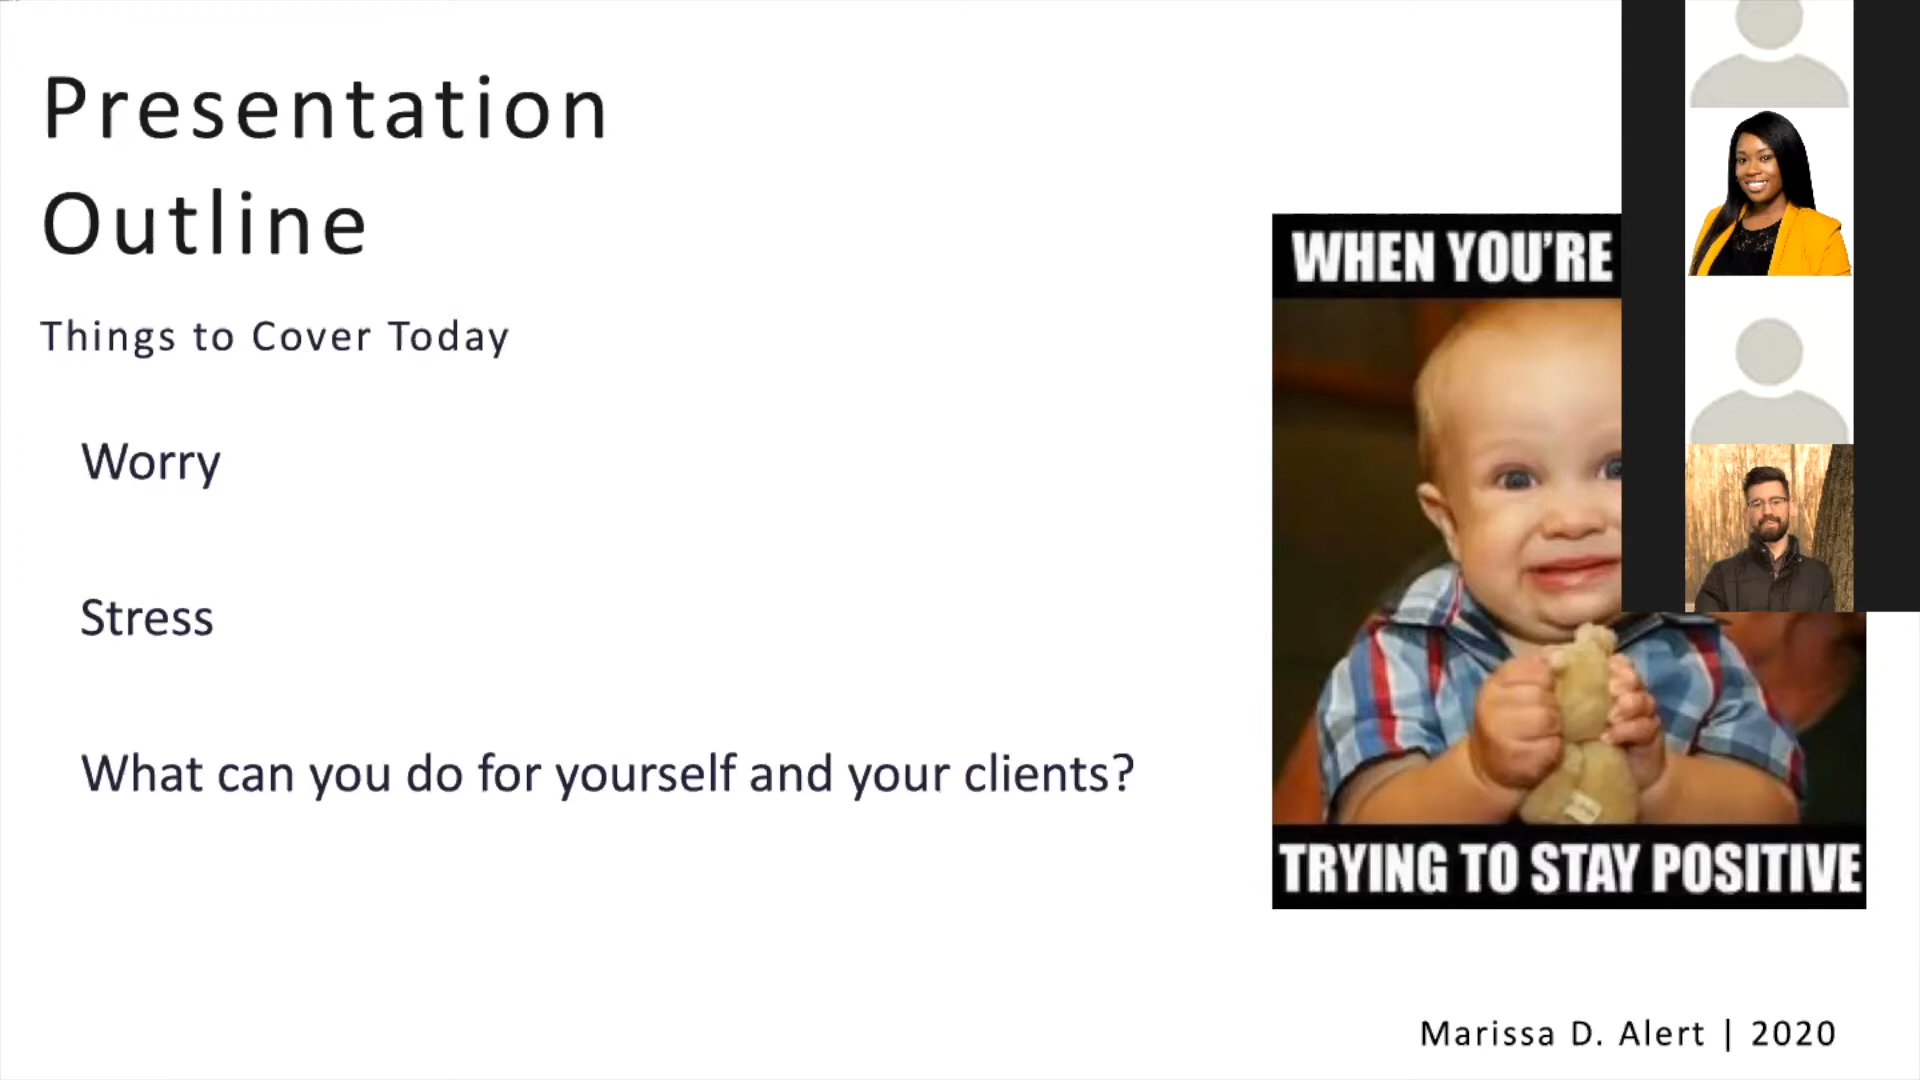 Presentation
Outline
Things to Cover Today
Worry
Stress
What can you do for yourself and your clients?
WHEN YOU'RE
TRYING TO STAY POSITIVE
Marissa D. Alert | 2020